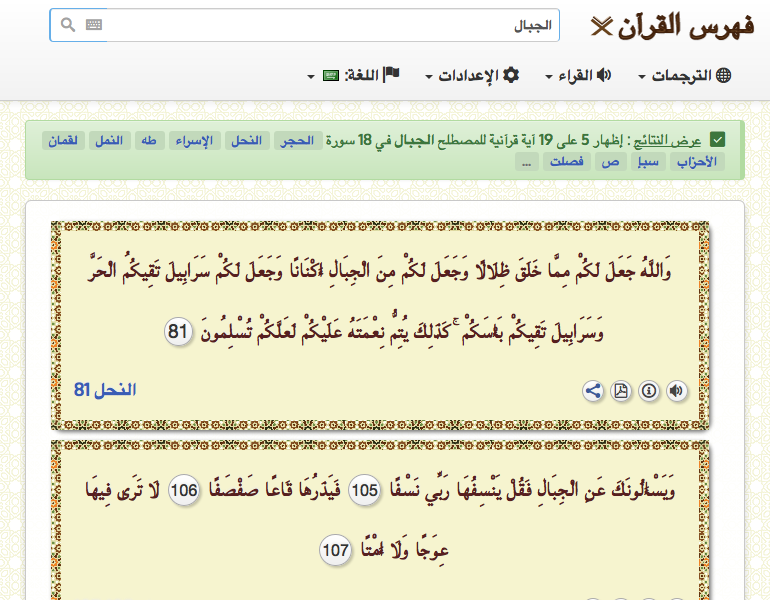 فهرس القرآن
الجبال
الترجمات القراء الإعدادات اللغة:
عرض النتائج : إظهار 5 على 19 آية قرآنية للمصطلح الجبال في 18 سورة الحجر النحل الإسراء طه النمل لقمان
الأحزاب سبإ ص فصلت ...
وَاللَّهُ جَعَلَ لَكُمْ مِمَّا خَلَقَ ظِلَالًا وَجَعَلَ لَكُمْ مِنَ الْجِبَالِ أَكْنَانًا وَجَعَلَ لَكُمْ سَرَابِيلَ تَقِيكُمُ الْحَرَّ
وَسَرَابِيلَ تَقِيكُمْ بَأْسَكُمْ ۚ كَذَلِكَ يُتِمُّ نِعْمَتَهُ عَلَيْكُمْ لَعَلَّكُمْ تُسْلِمُونَ 81
النحل 81
وَيَسْأَلُونَكَ عَنِ الْجِبَالِ فَقُلْ يَنْسِفُهَا رَبِّي نَسْفًا 105 فَيَذَرُهَا قَاعًا صَفْصَفًا 106 لَا تَرَى فِيهَا
عِوَجًا وَلَا أَمْتًا 107